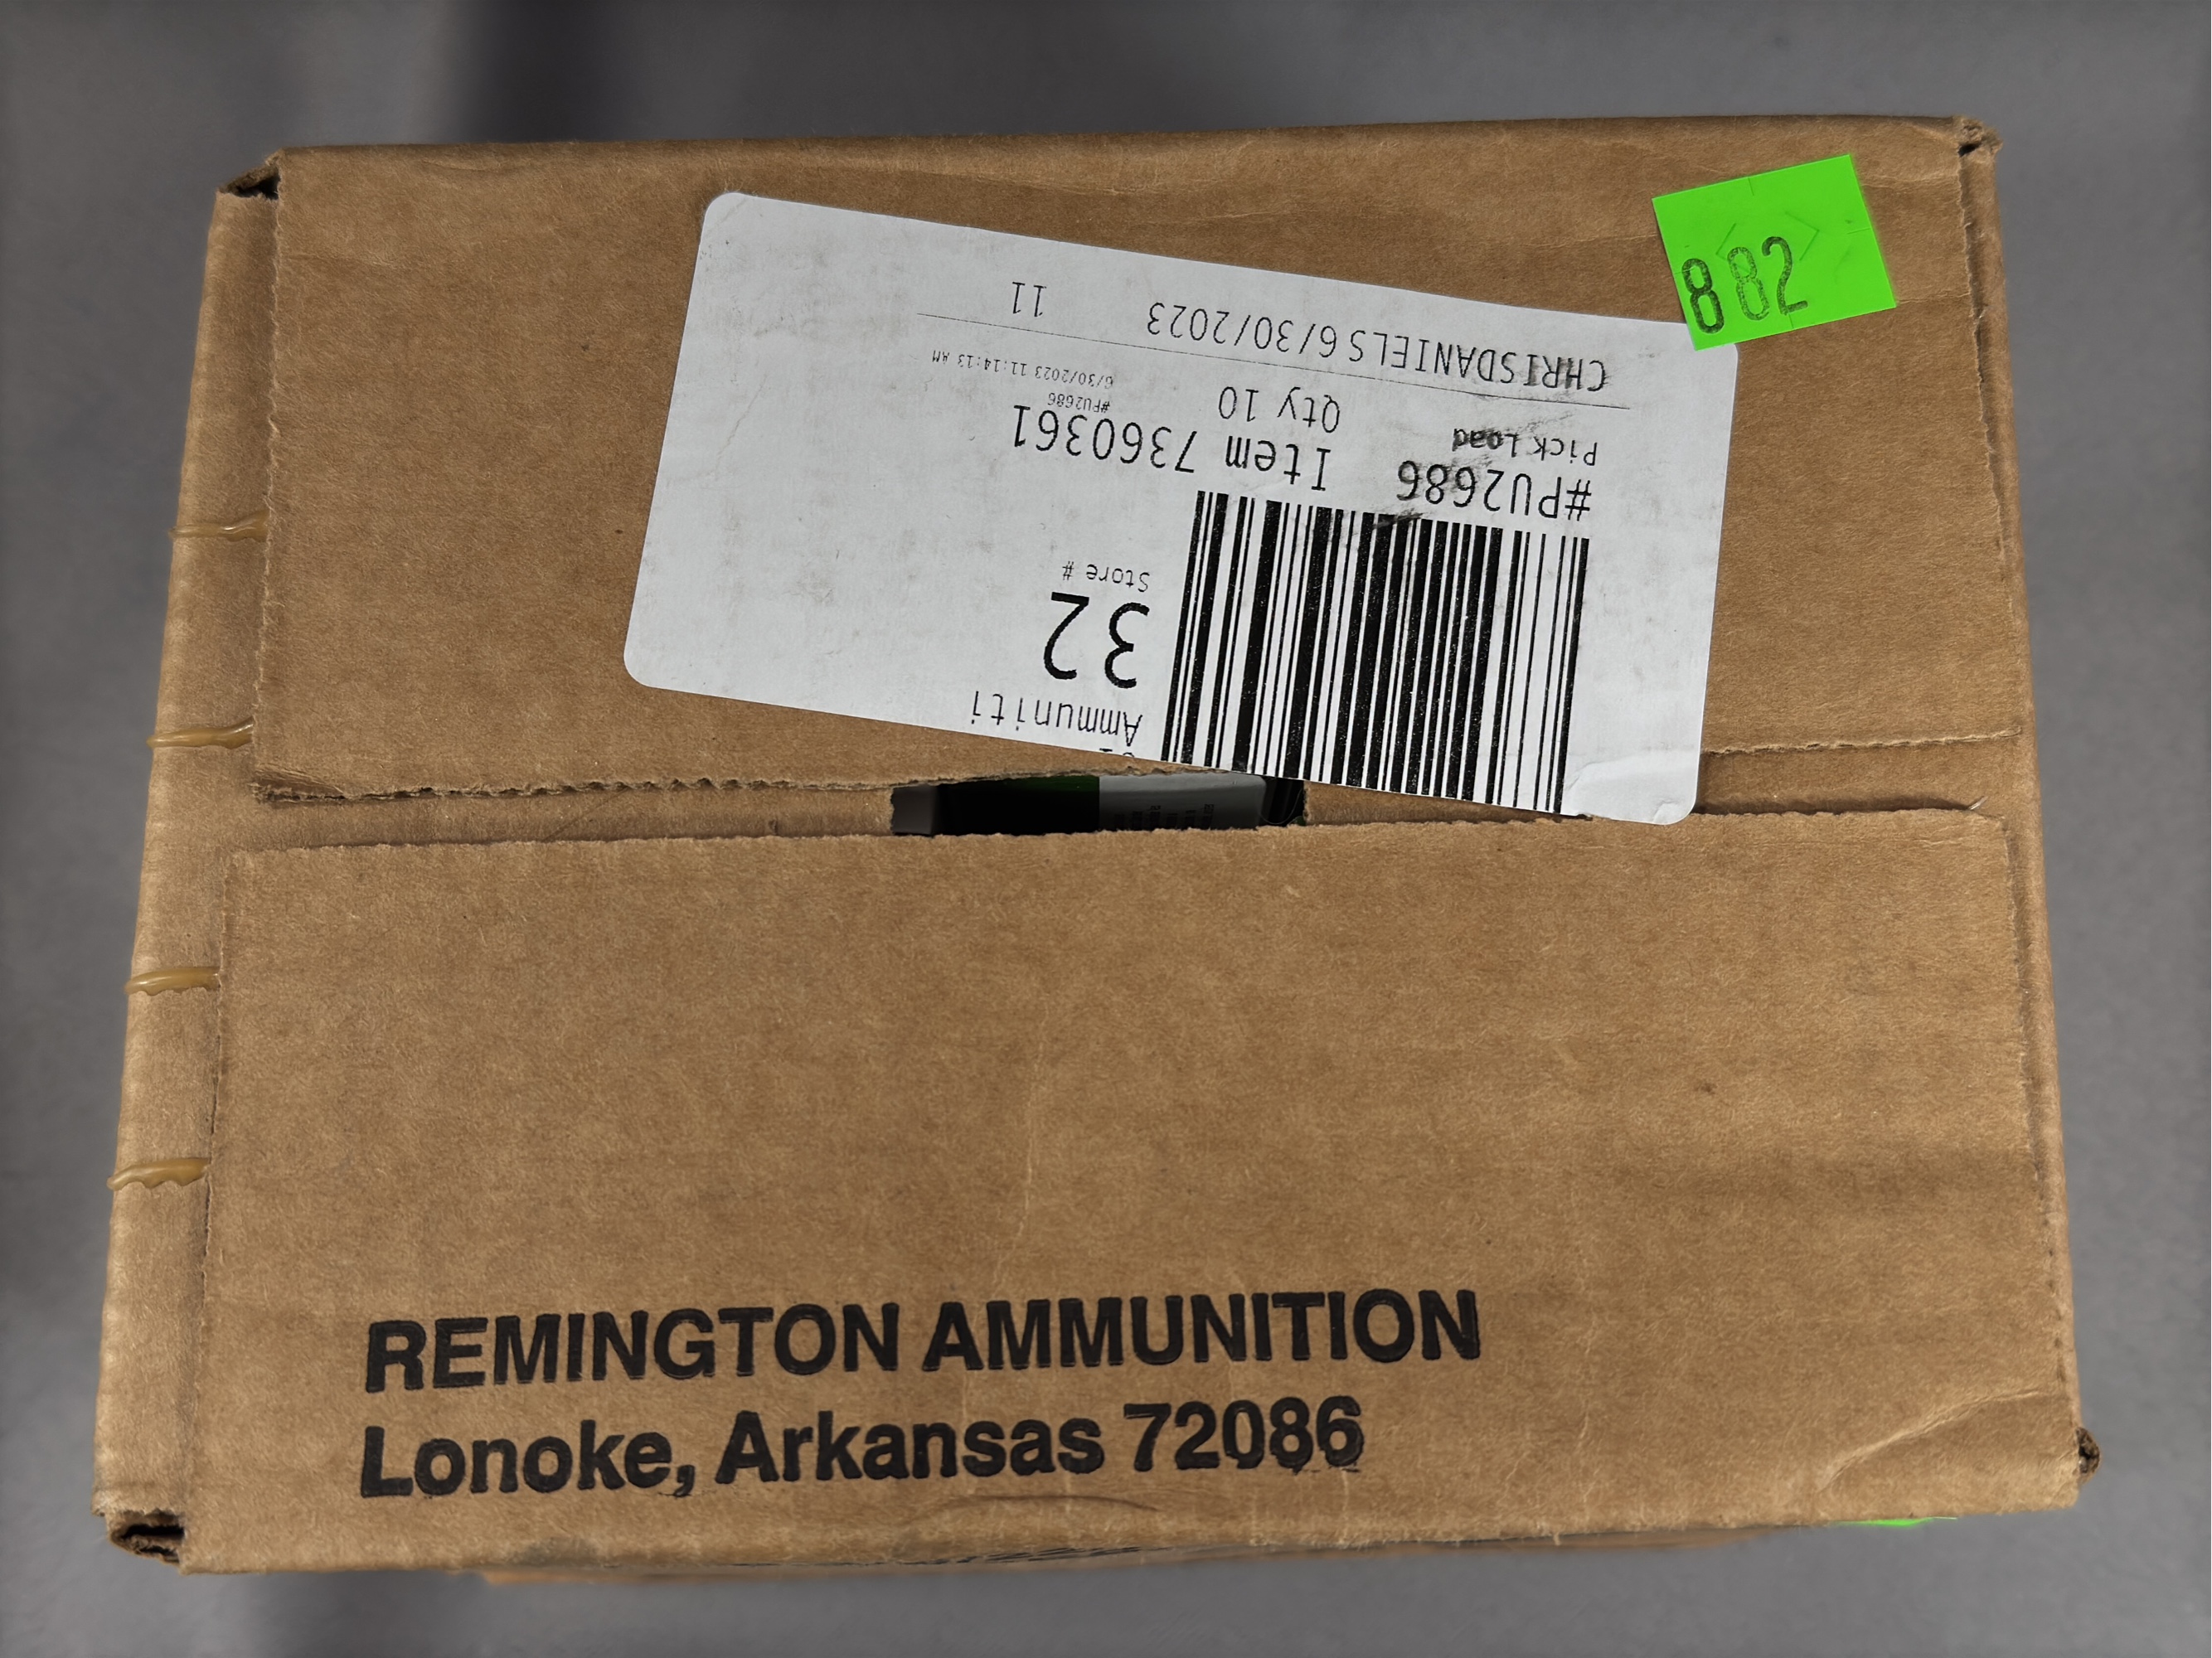 882
Ammuniti
32
Store #
#PU2686 Item 7360361
Pick Load Qty 10
#PU2686
6/30/2023 11:14:13 AM
CHRISDANIELS 6/30/2023 11
REMINGTON AMMUNITION
Lonoke, Arkansas 72086